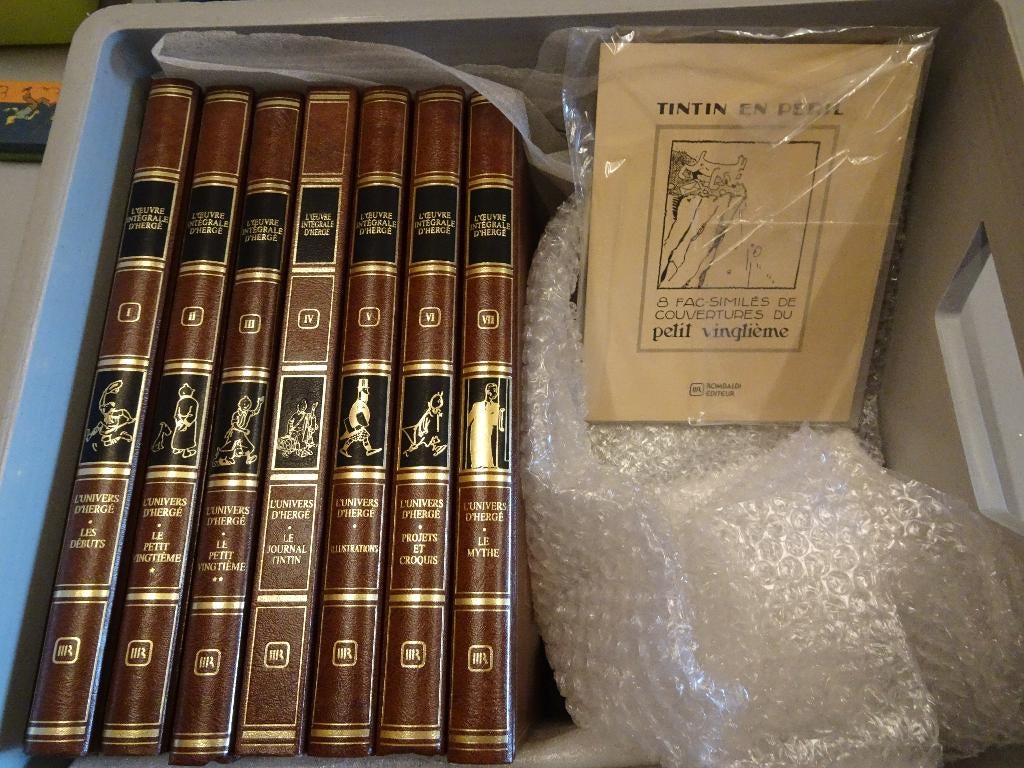 L'ŒUVRE
INTÉGRALE
D'HERGÉ
I
L'UNIVERS
D'HERGÉ
•
LES
DÉBUTS
L'ŒUVRE
INTÉGRALE
D'HERGÉ
II
L'UNIVERS
D'HERGÉ
•
LE
PETIT
VINGTIÈME
*
L'ŒUVRE
INTÉGRALE
D'HERGÉ
III
L'UNIVERS
D'HERGÉ
•
LE
PETIT
VINGTIÈME
**
L'ŒUVRE
INTÉGRALE
D'HERGÉ
IV
L'UNIVERS
D'HERGÉ
•
LE
JOURNAL
TINTIN
L'ŒUVRE
INTÉGRALE
D'HERGÉ
V
L'UNIVERS
D'HERGÉ
•
ILLUSTRATIONS
L'ŒUVRE
INTÉGRALE
D'HERGÉ
VI
L'UNIVERS
D'HERGÉ
•
PROJETS
ET
CROQUIS
L'ŒUVRE
INTÉGRALE
D'HERGÉ
VII
L'UNIVERS
D'HERGÉ
•
LE
MYTHE
TINTIN EN PÉRIL
8 FAC-SIMILÉS DE
COUVERTURES DU
petit vingtième
ROMBALDI
ÉDITEUR